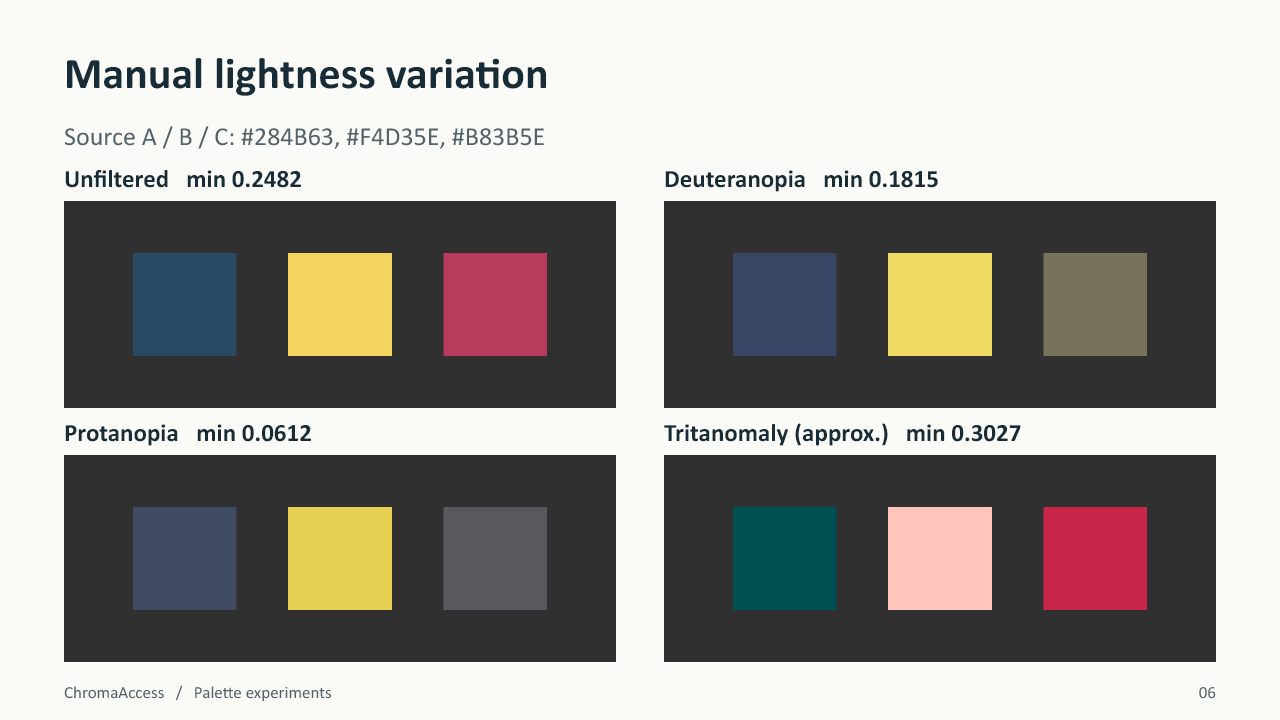 Manual lightness variation
Source A / B / C: #284B63, #F4D35E, #B83B5E
Unfiltered min 0.2482
Deuteranopia min 0.1815
Protanopia min 0.0612
Tritanomaly (approx.) min 0.3027
ChromaAccess / Palette experiments
06